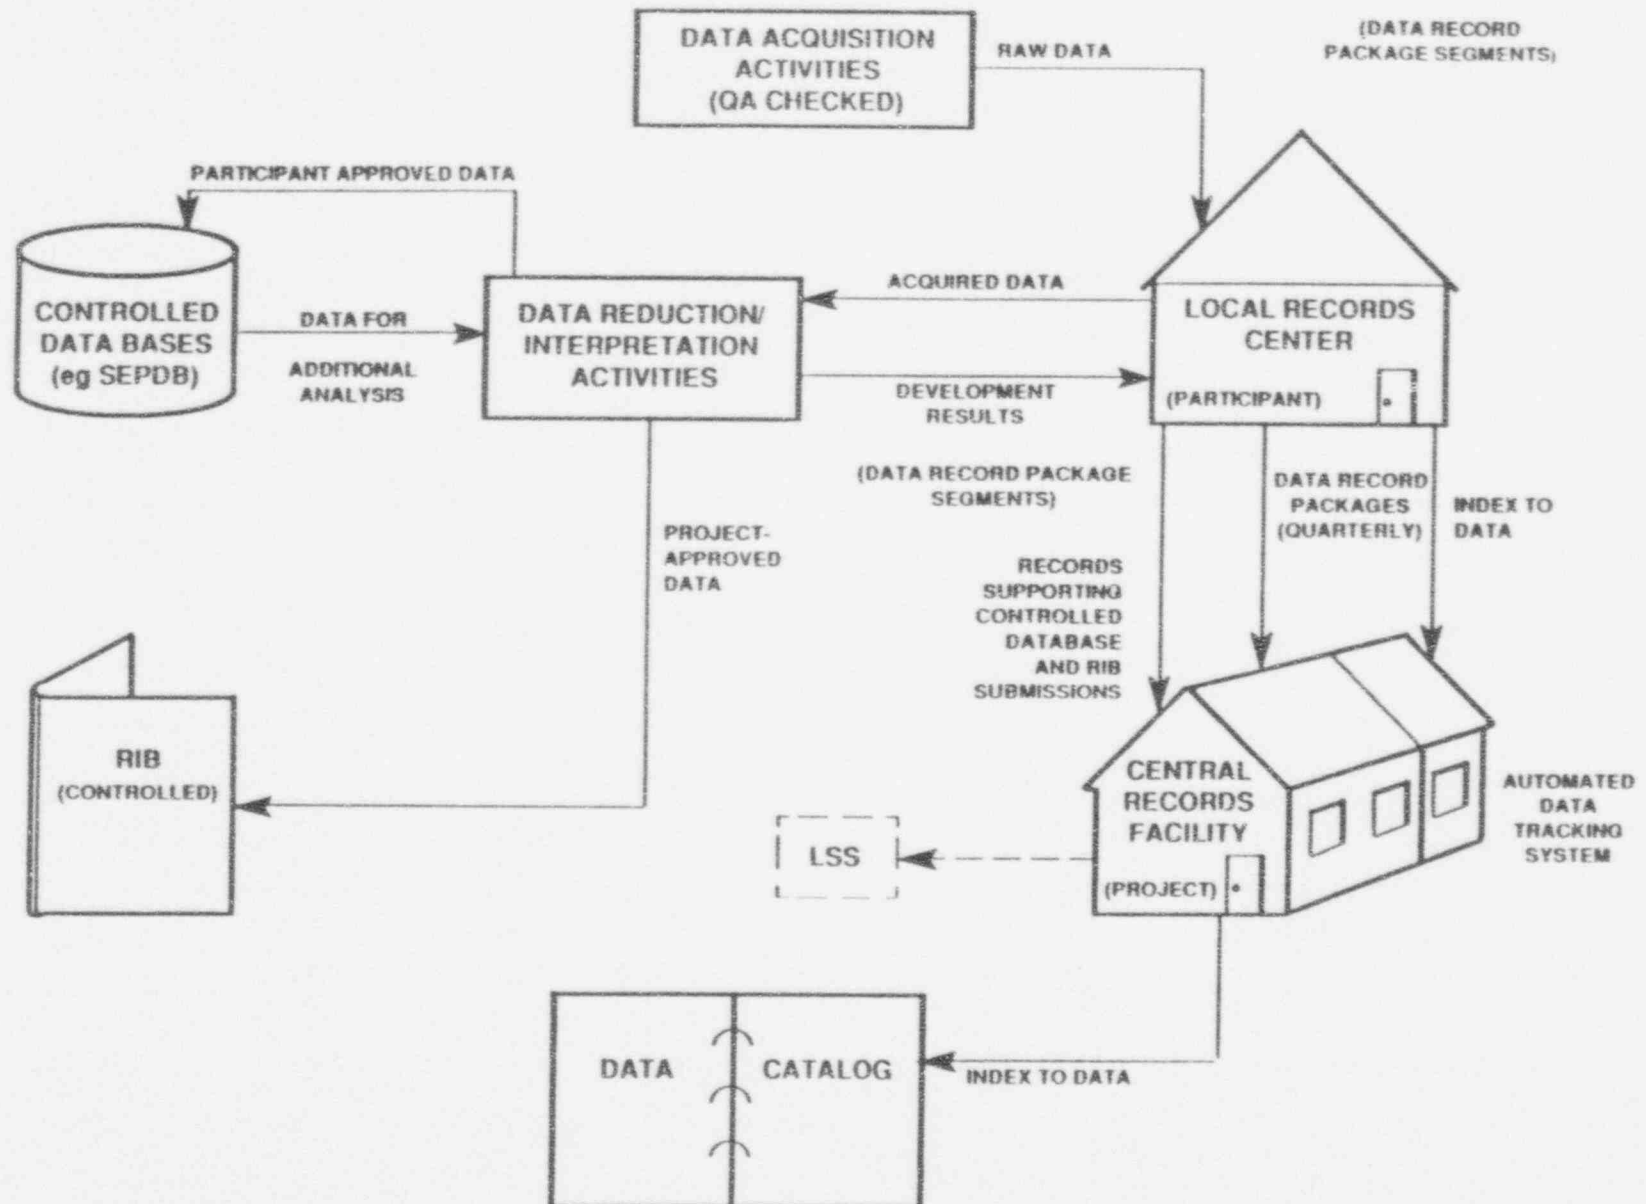 DATA ACQUISITION
ACTIVITIES
(QA CHECKED)
RAW DATA
(DATA RECORD
PACKAGE SEGMENTS)
PARTICIPANT APPROVED DATA
CONTROLLED
DATA BASES
(eg SEPDB)
DATA FOR
ADDITIONAL
ANALYSIS
DATA REDUCTION/
INTERPRETATION
ACTIVITIES
ACQUIRED DATA
DEVELOPMENT
RESULTS
(DATA RECORD PACKAGE
SEGMENTS)
LOCAL RECORDS
CENTER
(PARTICIPANT)
PROJECT-
APPROVED
DATA
RECORDS
SUPPORTING
CONTROLLED
DATABASE
AND RIB
SUBMISSIONS
DATA RECORD
PACKAGES
(QUARTERLY)
INDEX TO
DATA
RIB
(CONTROLLED)
LSS
CENTRAL
RECORDS
FACILITY
(PROJECT)
AUTOMATED
DATA
TRACKING
SYSTEM
DATA CATALOG
INDEX TO DATA